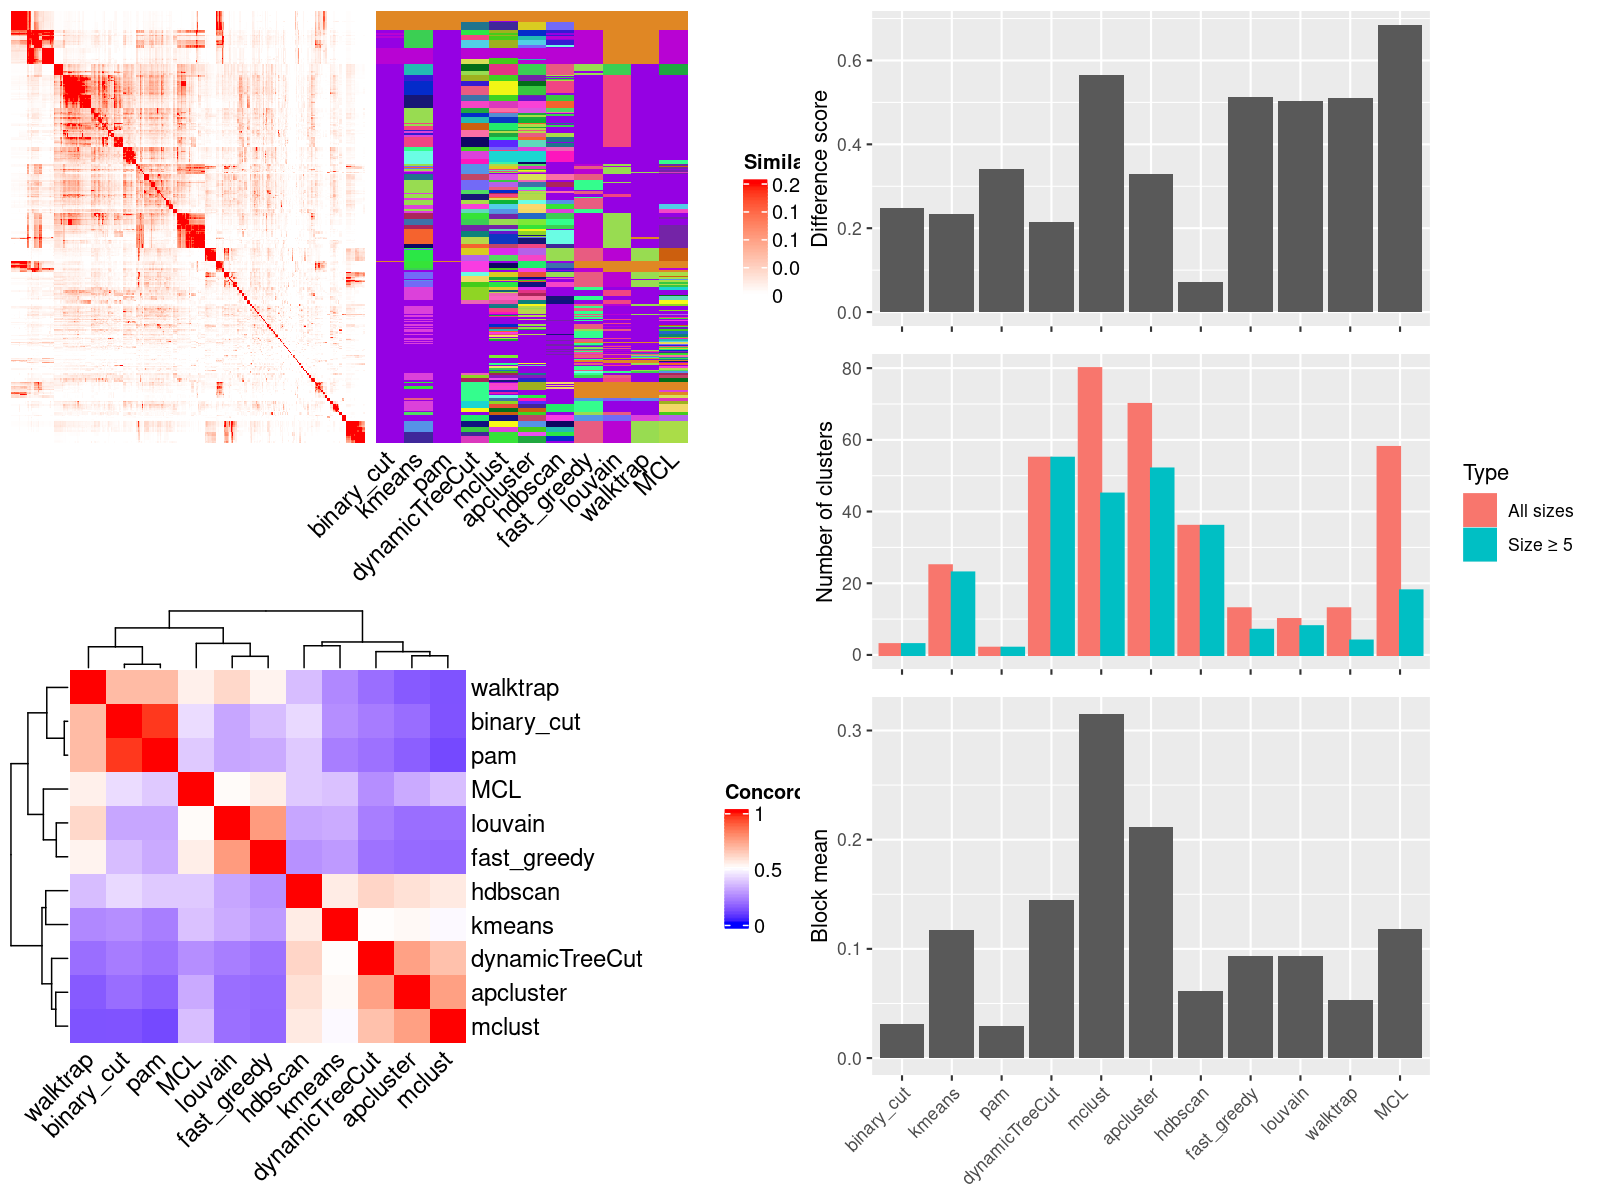 Simila
0.2
0.1
0.1
0.0
0
binary_cut
kmeans
pam
dynamicTreeCut
mclust
apcluster
hdbscan
fast_greedy
louvain
walktrap
MCL
walktrap
binary_cut
pam
MCL
louvain
fast_greedy
hdbscan
kmeans
dynamicTreeCut
apcluster
mclust
walktrap
binary_cut
pam
MCL
louvain
fast_greedy
hdbscan
kmeans
dynamicTreeCut
apcluster
mclust
Concord
1
0.5
0
Difference score
0.6
0.4
0.2
0.0
Number of clusters
80
60
40
20
0
Type
All sizes
Size ≥ 5
Block mean
0.3
0.2
0.1
0.0
binary_cut
kmeans
pam
dynamicTreeCut
mclust
apcluster
hdbscan
fast_greedy
louvain
walktrap
MCL